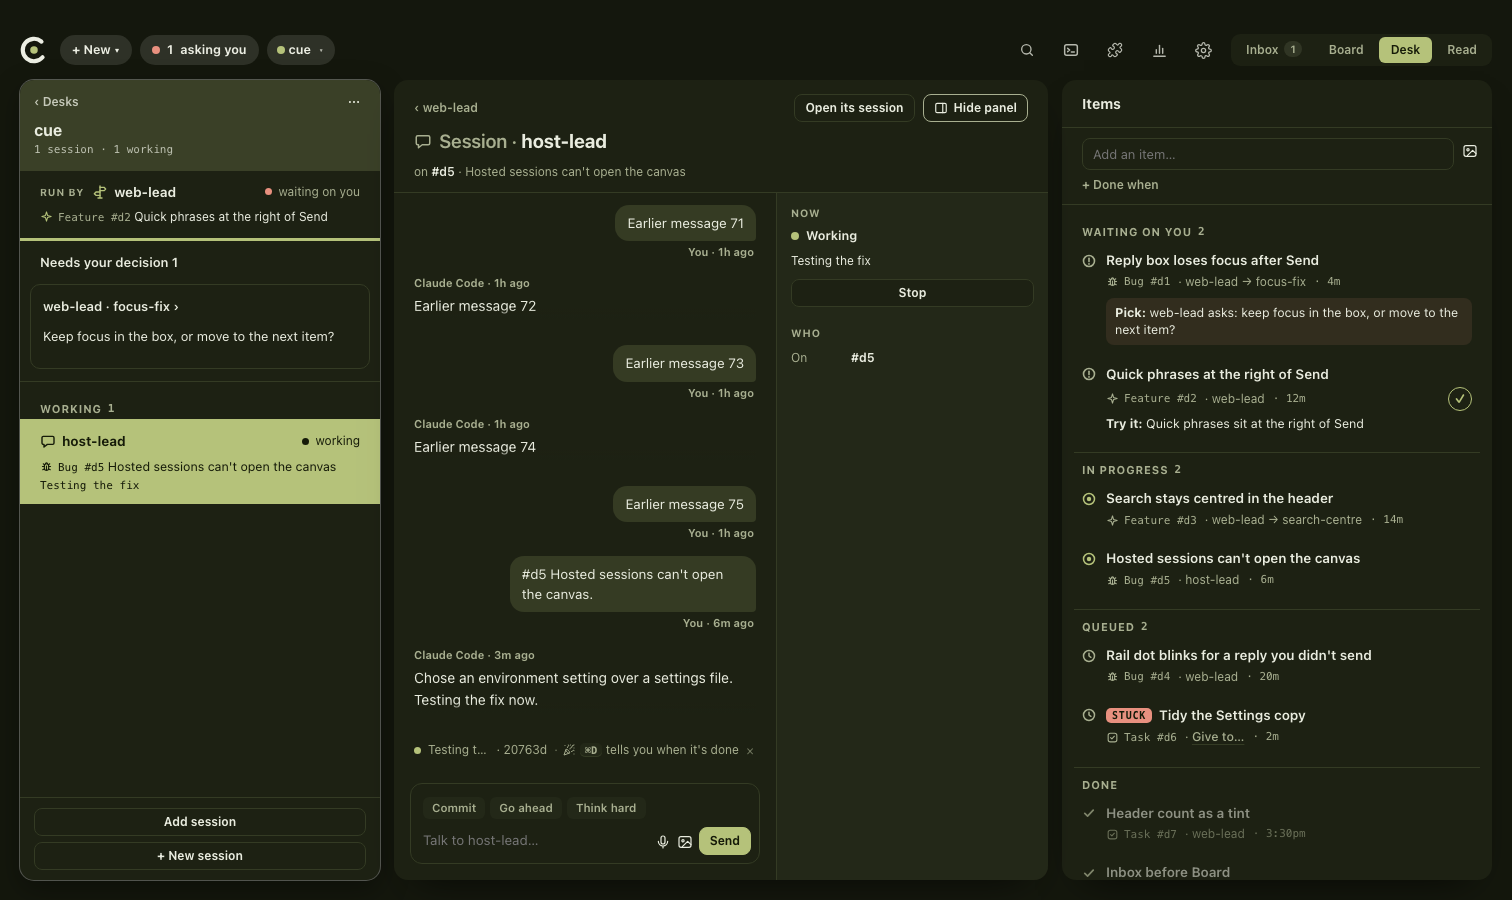 + New ▾
1 asking you
cue ·
Inbox 1
Board
Desk
Read
‹ Desks
···
cue
1 session · 1 working
RUN BY web-lead
waiting on you
Feature #d2 Quick phrases at the right of Send
Needs your decision 1
web-lead · focus-fix ›
Keep focus in the box, or move to the next item?
WORKING 1
host-lead
working
Bug #d5 Hosted sessions can't open the canvas
Testing the fix
Add session
+ New session
‹ web-lead
Open its session
Hide panel
Session · host-lead
on #d5 · Hosted sessions can't open the canvas
Earlier message 71
You · 1h ago
Claude Code · 1h ago
Earlier message 72
Earlier message 73
You · 1h ago
Claude Code · 1h ago
Earlier message 74
Earlier message 75
You · 1h ago
#d5 Hosted sessions can't open
the canvas.
You · 6m ago
Claude Code · 3m ago
Chose an environment setting over a settings file.
Testing the fix now.
Testing t... · 20763d · ⌘D tells you when it's done ×
Commit
Go ahead
Think hard
Talk to host-lead...
Send
NOW
Working
Testing the fix
Stop
WHO
On #d5
Items
Add an item...
+ Done when
WAITING ON YOU 2
Reply box loses focus after Send
Bug #d1 · web-lead → focus-fix · 4m
Pick: web-lead asks: keep focus in the box, or move to the
next item?
Quick phrases at the right of Send
Feature #d2 · web-lead · 12m
Try it: Quick phrases sit at the right of Send
IN PROGRESS 2
Search stays centred in the header
Feature #d3 · web-lead → search-centre · 14m
Hosted sessions can't open the canvas
Bug #d5 · host-lead · 6m
QUEUED 2
Rail dot blinks for a reply you didn't send
Bug #d4 · web-lead · 20m
STUCK Tidy the Settings copy
Task #d6 · Give to... · 2m
DONE
Header count as a tint
Task #d7 · web-lead · 3:30pm
Inbox before Board